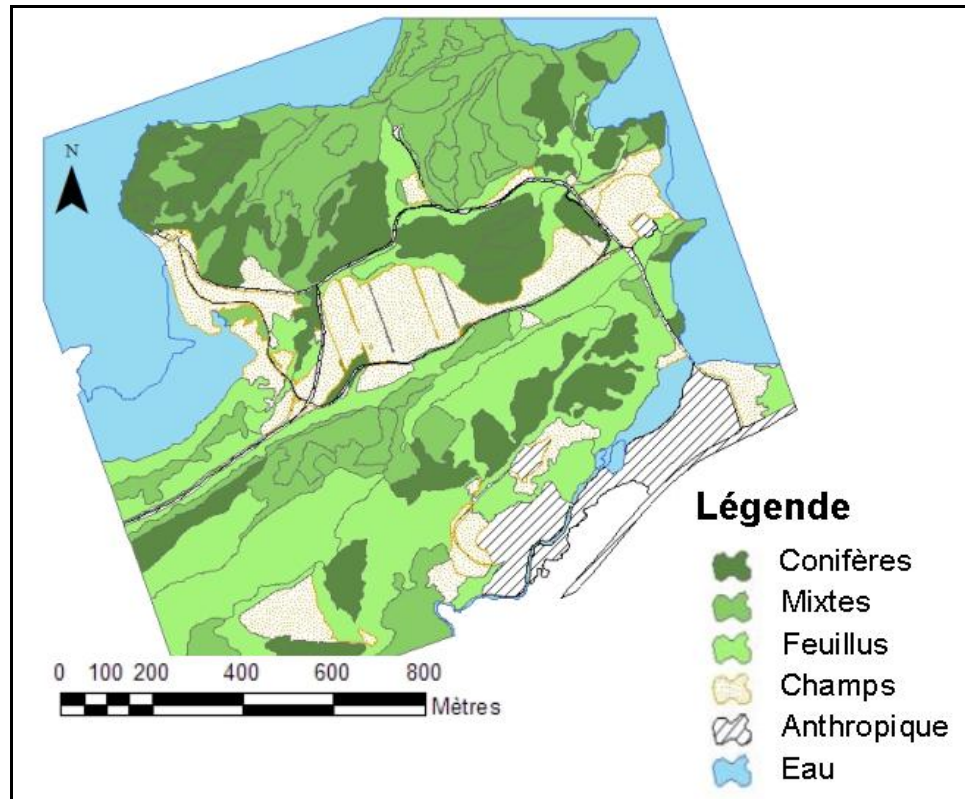 N
Légende
Conifères
Mixtes
Feuillus
Champs
Anthropique
Eau
0 100 200 400 600 800
Mètres